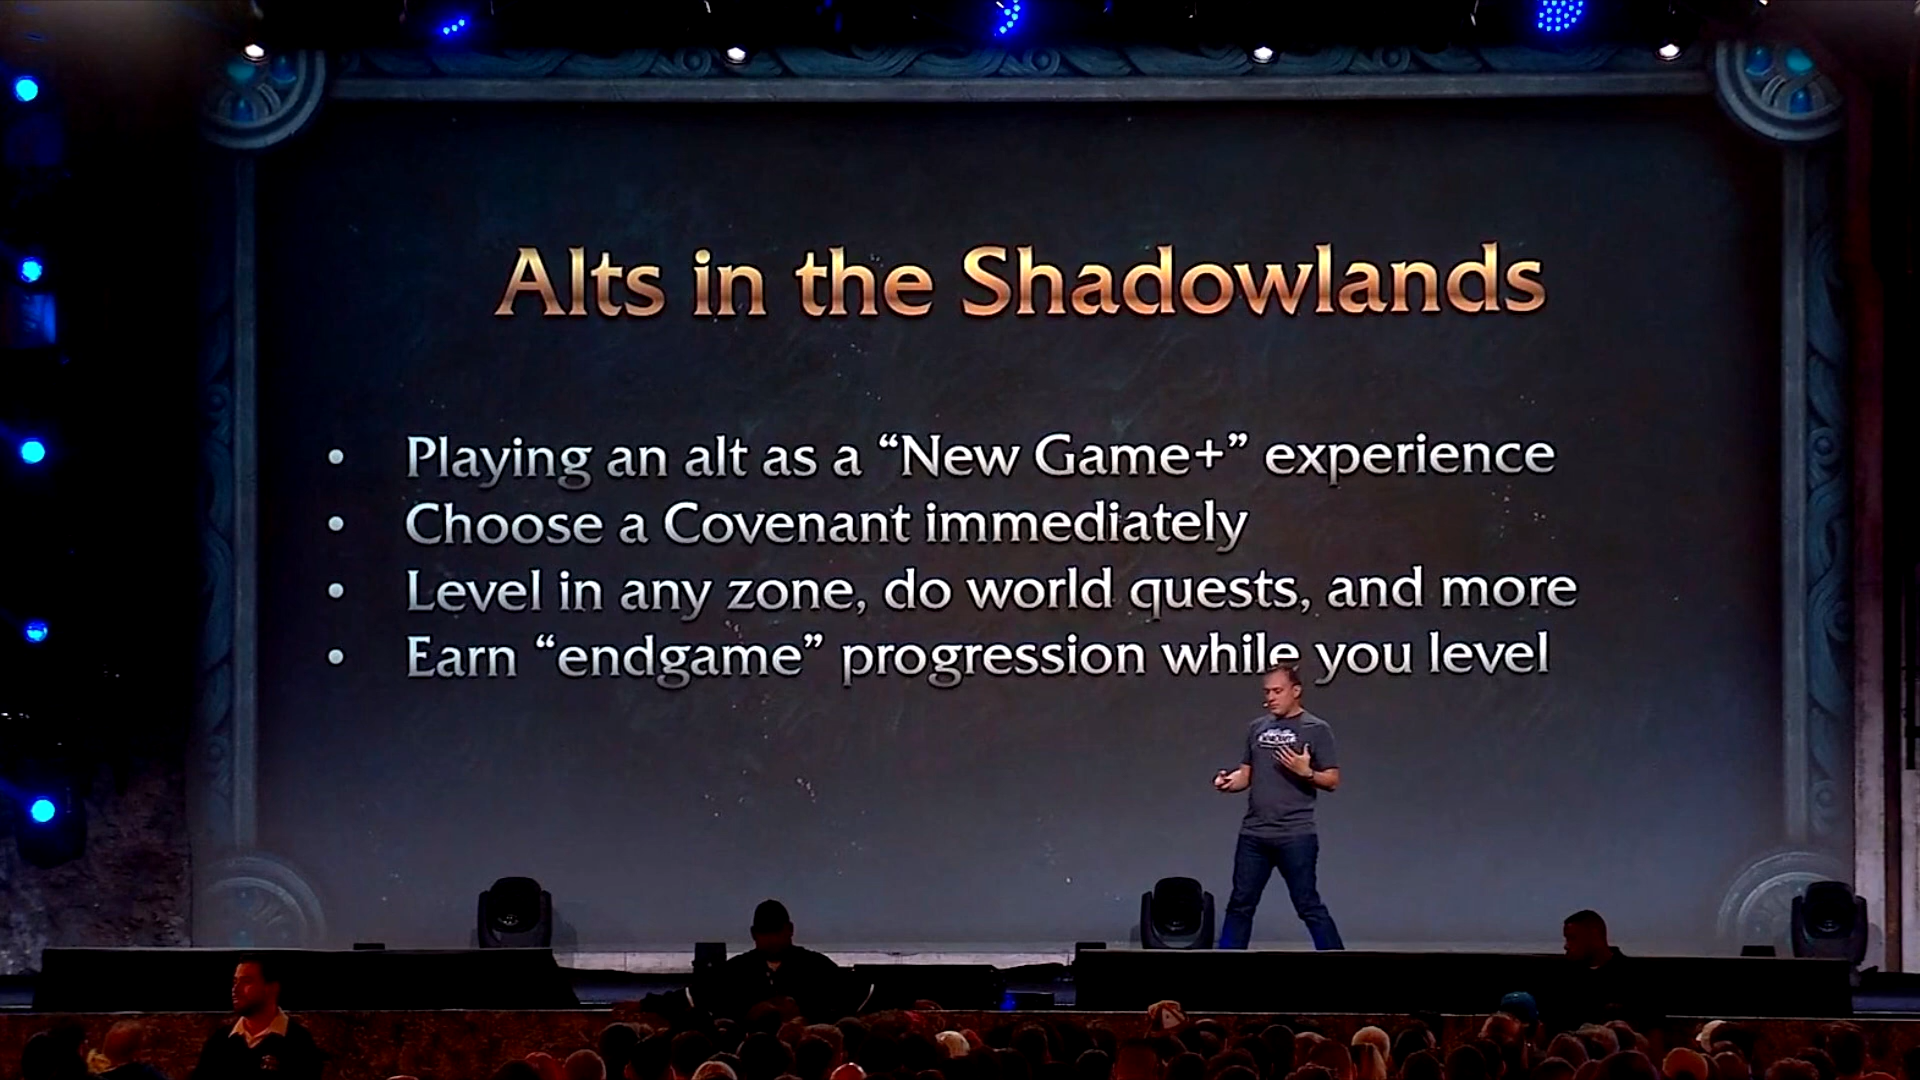 Alts in the Shadowlands
• Playing an alt as a “New Game+” experience
• Choose a Covenant immediately
• Level in any zone, do world quests, and more
• Earn “endgame” progression while you level